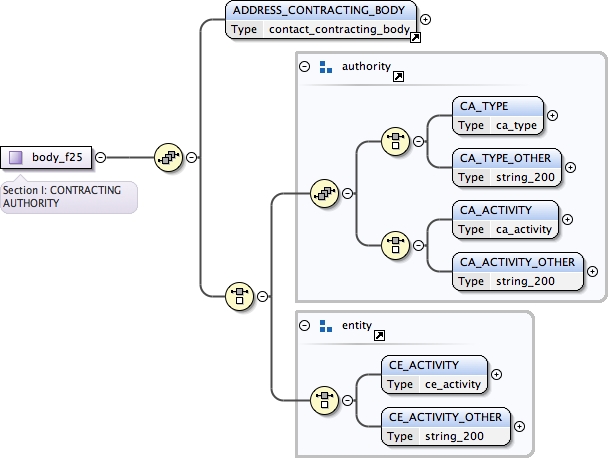 ADDRESS_CONTRACTING_BODY
Type contact_contracting_body
authority
CA_TYPE
Type ca_type
body_f25
CA_TYPE_OTHER
Type string_200
Section I: CONTRACTING
AUTHORITY
CA_ACTIVITY
Type ca_activity
CA_ACTIVITY_OTHER
Type string_200
entity
CE_ACTIVITY
Type ce_activity
CE_ACTIVITY_OTHER
Type string_200